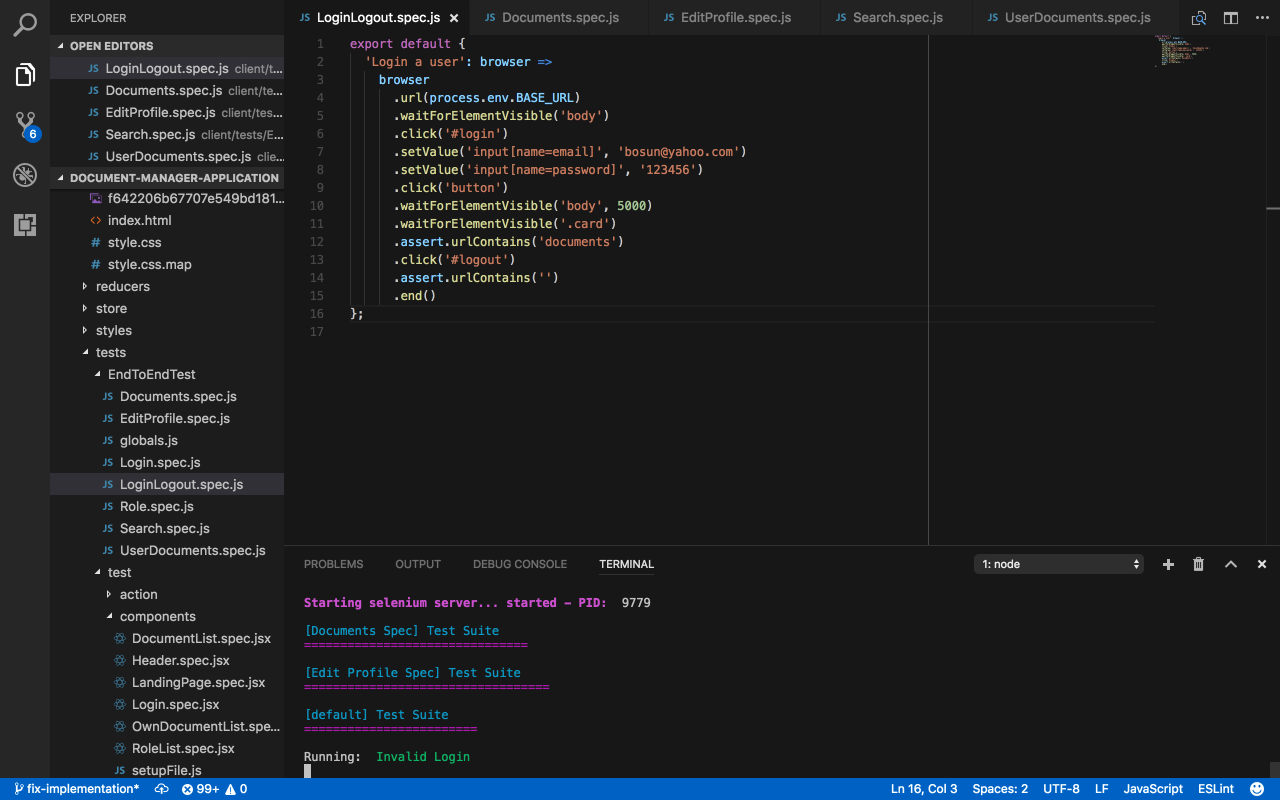 EXPLORER
OPEN EDITORS
JS LoginLogout.spec.js client/t...
JS Documents.spec.js client/te...
JS EditProfile.spec.js client/tes...
JS Search.spec.js client/tests/E...
JS UserDocuments.spec.js clie...
DOCUMENT-MANAGER-APPLICATION
f642206b67707e549bd181...
<> index.html
# style.css
# style.css.map
reducers
store
styles
tests
EndToEndTest
JS Documents.spec.js
JS EditProfile.spec.js
JS globals.js
JS Login.spec.js
JS LoginLogout.spec.js
JS Role.spec.js
JS Search.spec.js
JS UserDocuments.spec.js
test
action
components
DocumentList.spec.jsx
Header.spec.jsx
LandingPage.spec.jsx
Login.spec.jsx
OwnDocumentList.spe...
RoleList.spec.jsx
JS setupFile.js
6
JS LoginLogout.spec.js × JS Documents.spec.js JS EditProfile.spec.js JS Search.spec.js JS UserDocuments.spec.js
1 export default {
2 'Login a user': browser =>
3 browser
4 .url(process.env.BASE_URL)
5 .waitForElementVisible('body')
6 .click('#login')
7 .setValue('input[name=email]', 'bosun@yahoo.com')
8 .setValue('input[name=password]', '123456')
9 .click('button')
10 .waitForElementVisible('body', 5000)
11 .waitForElementVisible('.card')
12 .assert.urlContains('documents')
13 .click('#logout')
14 .assert.urlContains('')
15 .end()
16 };
17
PROBLEMS OUTPUT DEBUG CONSOLE TERMINAL 1: node
Starting selenium server... started - PID: 9779
[Documents Spec] Test Suite
===============================
[Edit Profile Spec] Test Suite
==================================
[default] Test Suite
========================
Running: Invalid Login
fix-implementation* 99+ 0 Ln 16, Col 3 Spaces: 2 UTF-8 LF JavaScript ESLint